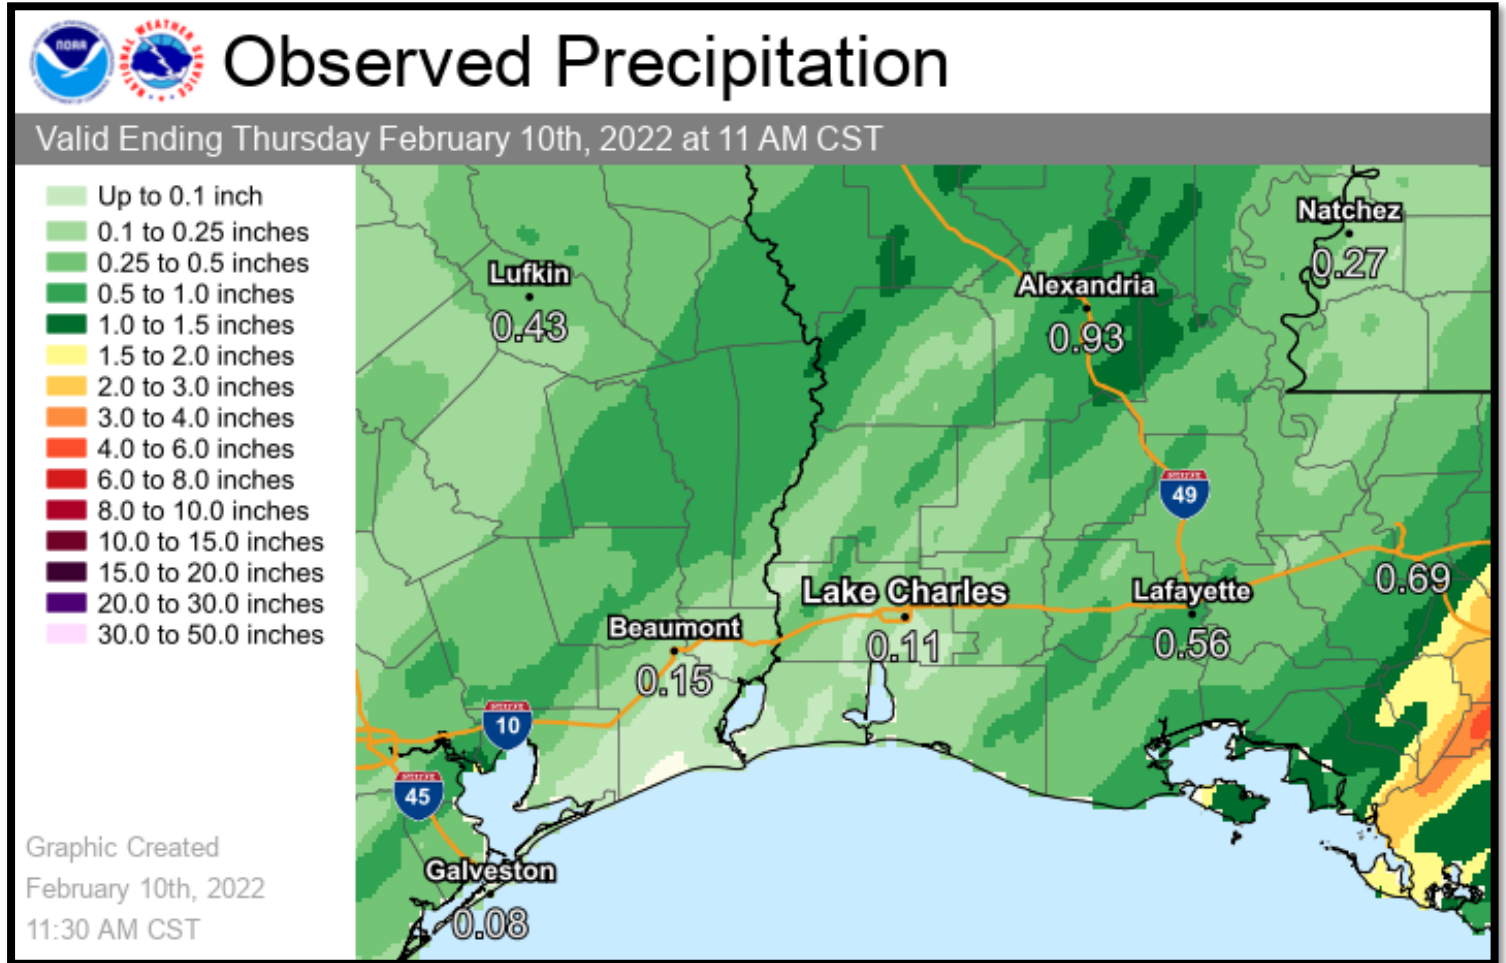 NOAA
NATIONAL WEATHER SERVICE
Observed Precipitation
Valid Ending Thursday February 10th, 2022 at 11 AM CST
Up to 0.1 inch
0.1 to 0.25 inches
0.25 to 0.5 inches
0.5 to 1.0 inches
1.0 to 1.5 inches
1.5 to 2.0 inches
2.0 to 3.0 inches
3.0 to 4.0 inches
4.0 to 6.0 inches
6.0 to 8.0 inches
8.0 to 10.0 inches
10.0 to 15.0 inches
15.0 to 20.0 inches
20.0 to 30.0 inches
30.0 to 50.0 inches
Graphic Created
February 10th, 2022
11:30 AM CST
Natchez
0.27
Lufkin
0.43
Alexandria
0.93
49
Lake Charles
0.11
Lafayette
0.56
0.69
Beaumont
0.15
10
45
Galveston
0.08